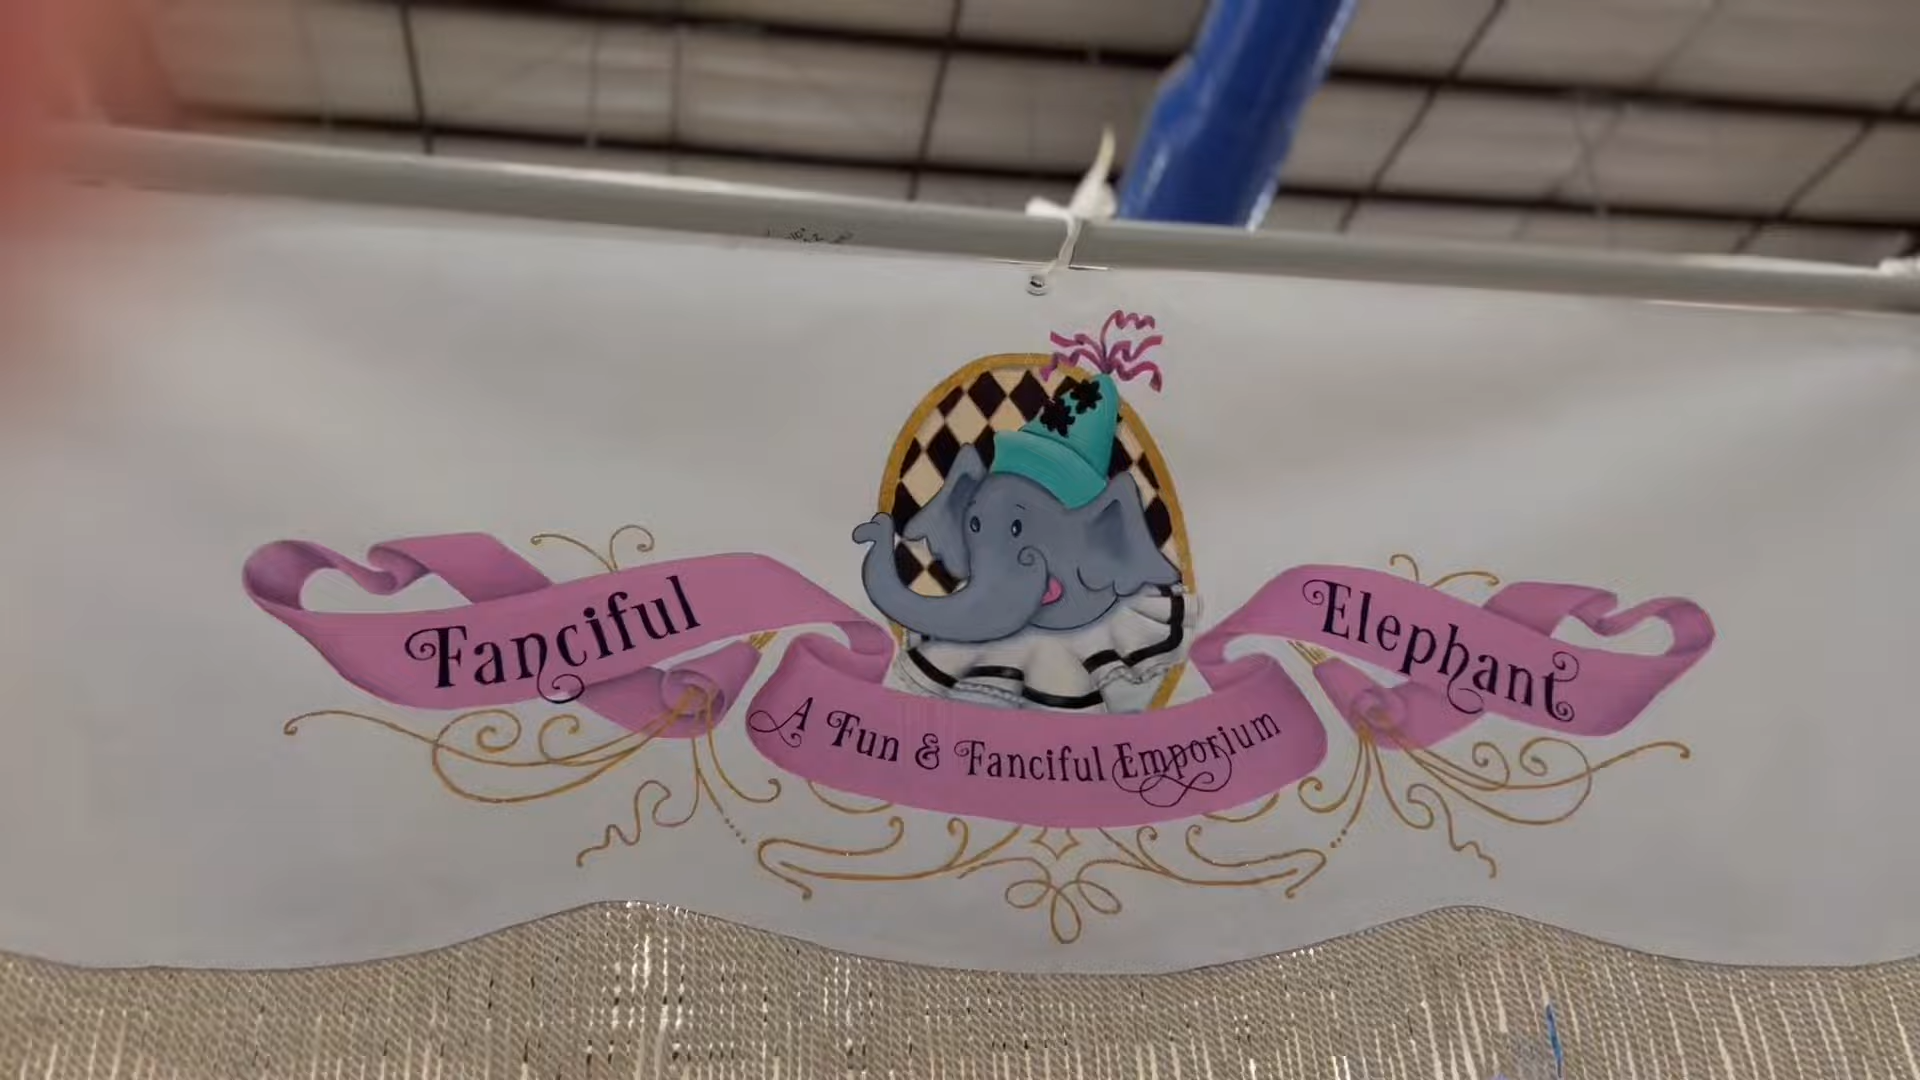 Fanciful
Elephant
A Fun & Fanciful Emporium